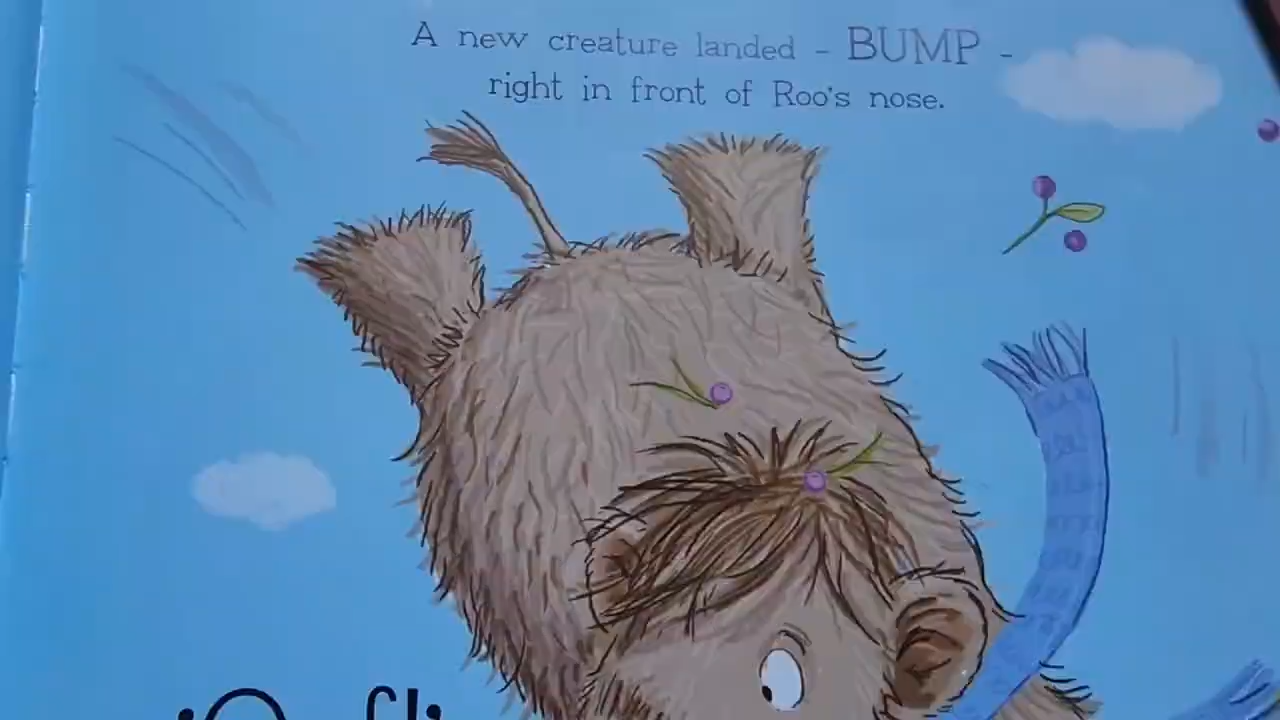 A new creature landed – BUMP –
right in front of Roo's nose.